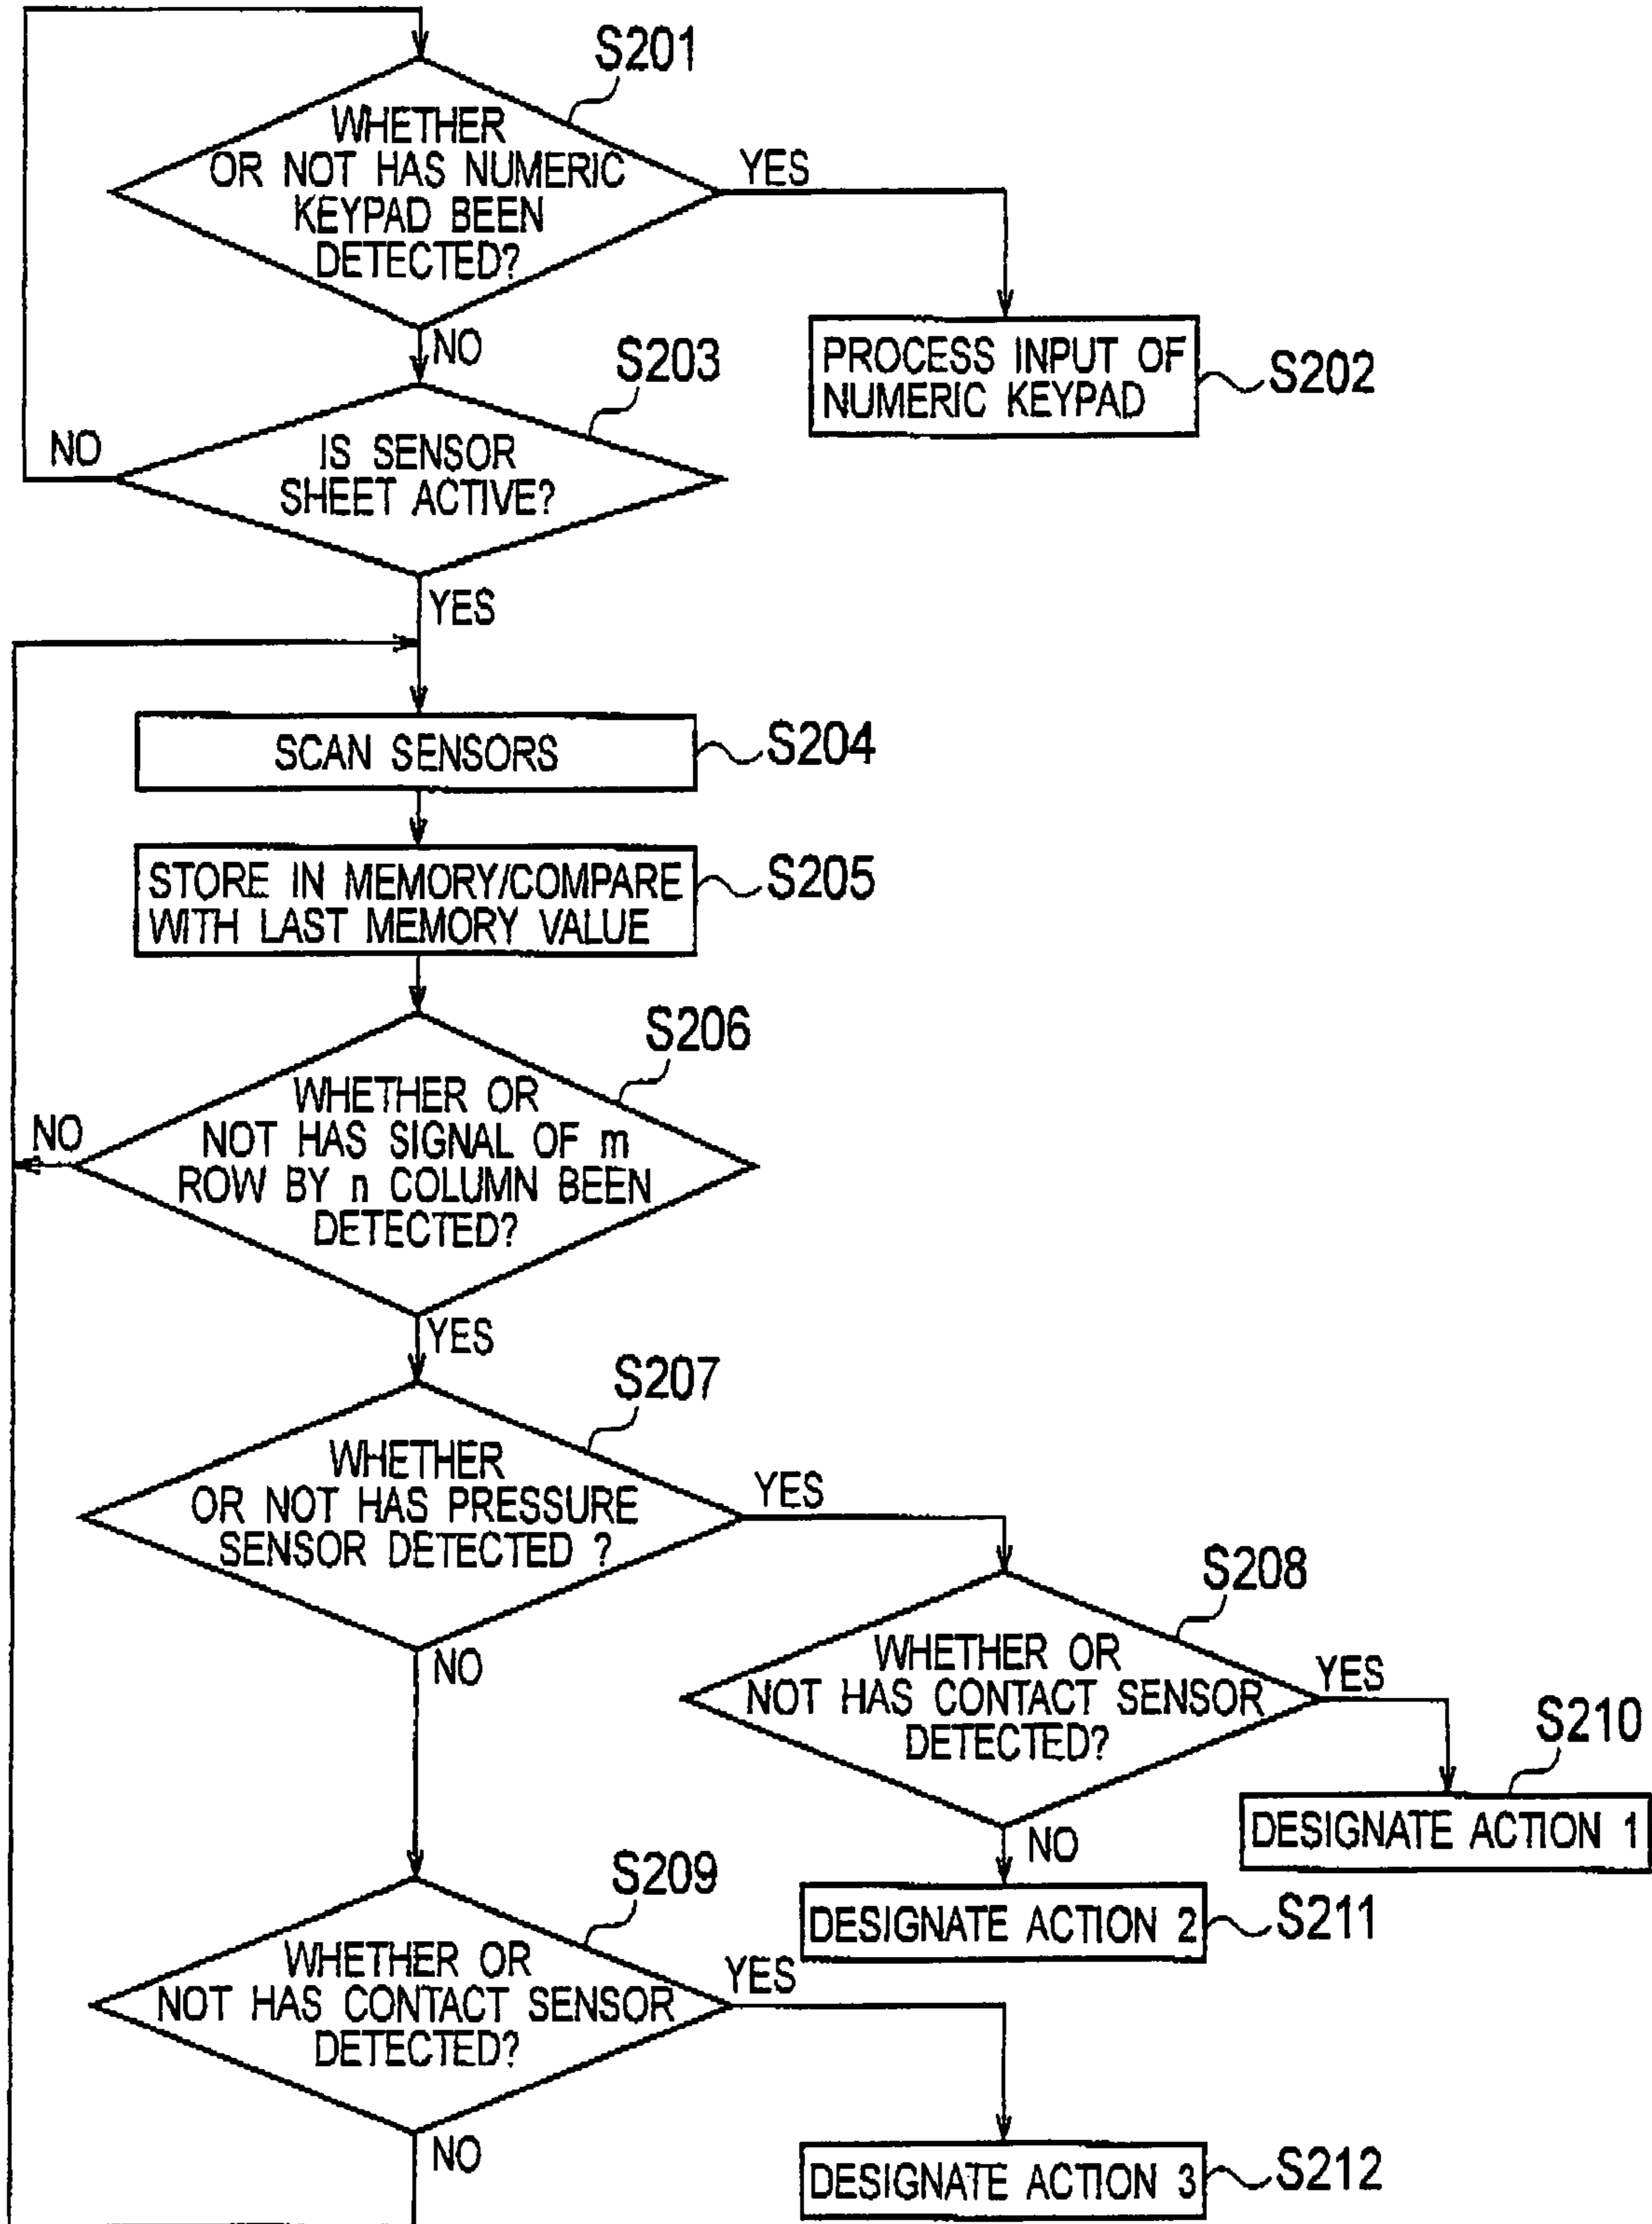 S201
WHETHER
OR NOT HAS NUMERIC
KEYPAD BEEN
DETECTED?
YES
NO
S203
PROCESS INPUT OF
NUMERIC KEYPAD
S202
NO
IS SENSOR
SHEET ACTIVE?
YES
SCAN SENSORS
S204
STORE IN MEMORY/COMPARE
WITH LAST MEMORY VALUE
S205
S206
WHETHER OR
NOT HAS SIGNAL OF m
ROW BY n COLUMN BEEN
DETECTED?
NO
YES
S207
WHETHER
OR NOT HAS PRESSURE
SENSOR DETECTED ?
YES
NO
S208
WHETHER OR
NOT HAS CONTACT SENSOR
DETECTED?
YES
S210
DESIGNATE ACTION 1
NO
DESIGNATE ACTION 2
S211
S209
WHETHER OR
NOT HAS CONTACT SENSOR
DETECTED?
YES
NO
DESIGNATE ACTION 3
S212